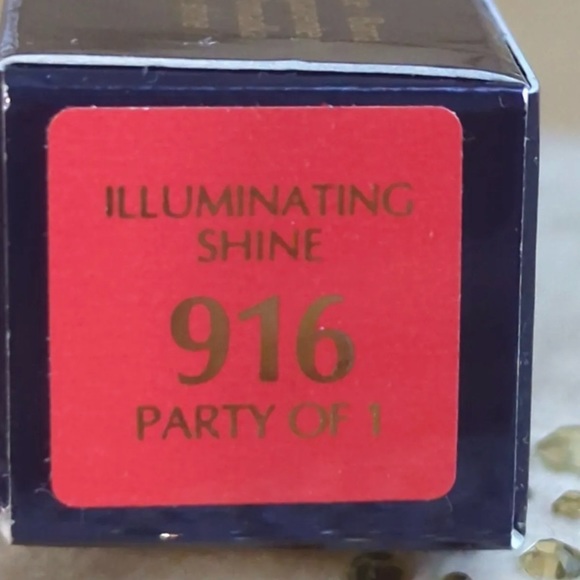 ILLUMINATING
SHINE
916
PARTY OF 1